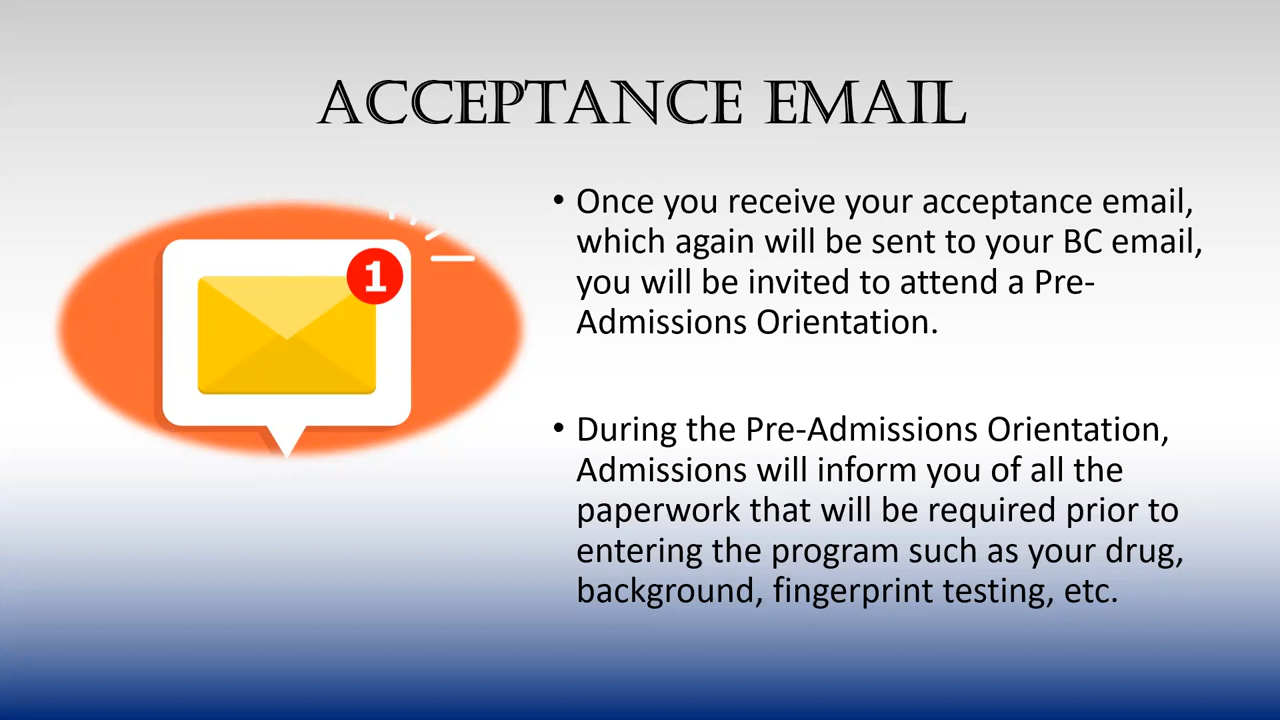 ACCEPTANCE EMAIL
1
• Once you receive your acceptance email,
which again will be sent to your BC email,
you will be invited to attend a Pre-
Admissions Orientation.
• During the Pre-Admissions Orientation,
Admissions will inform you of all the
paperwork that will be required prior to
entering the program such as your drug,
background, fingerprint testing, etc.